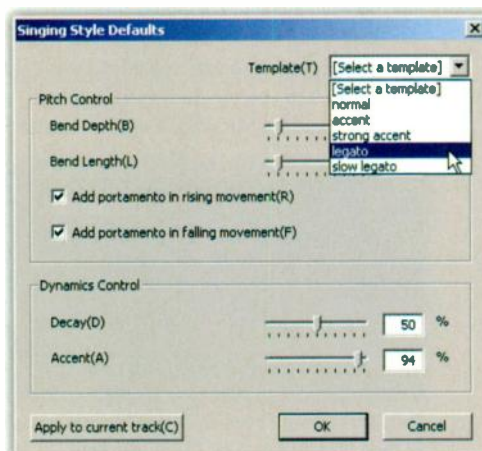 Singing Style Defaults
Template(T) [Select a template]
[Select a template]
normal
accent
strong accent
legato
slow legato
Pitch Control
Bend Depth(B)
Bend Length(L)
Add portamento in rising movement(R)
Add portamento in falling movement(F)
Dynamics Control
Decay(D) 50 %
Accent(A) 94 %
Apply to current track(C) OK Cancel